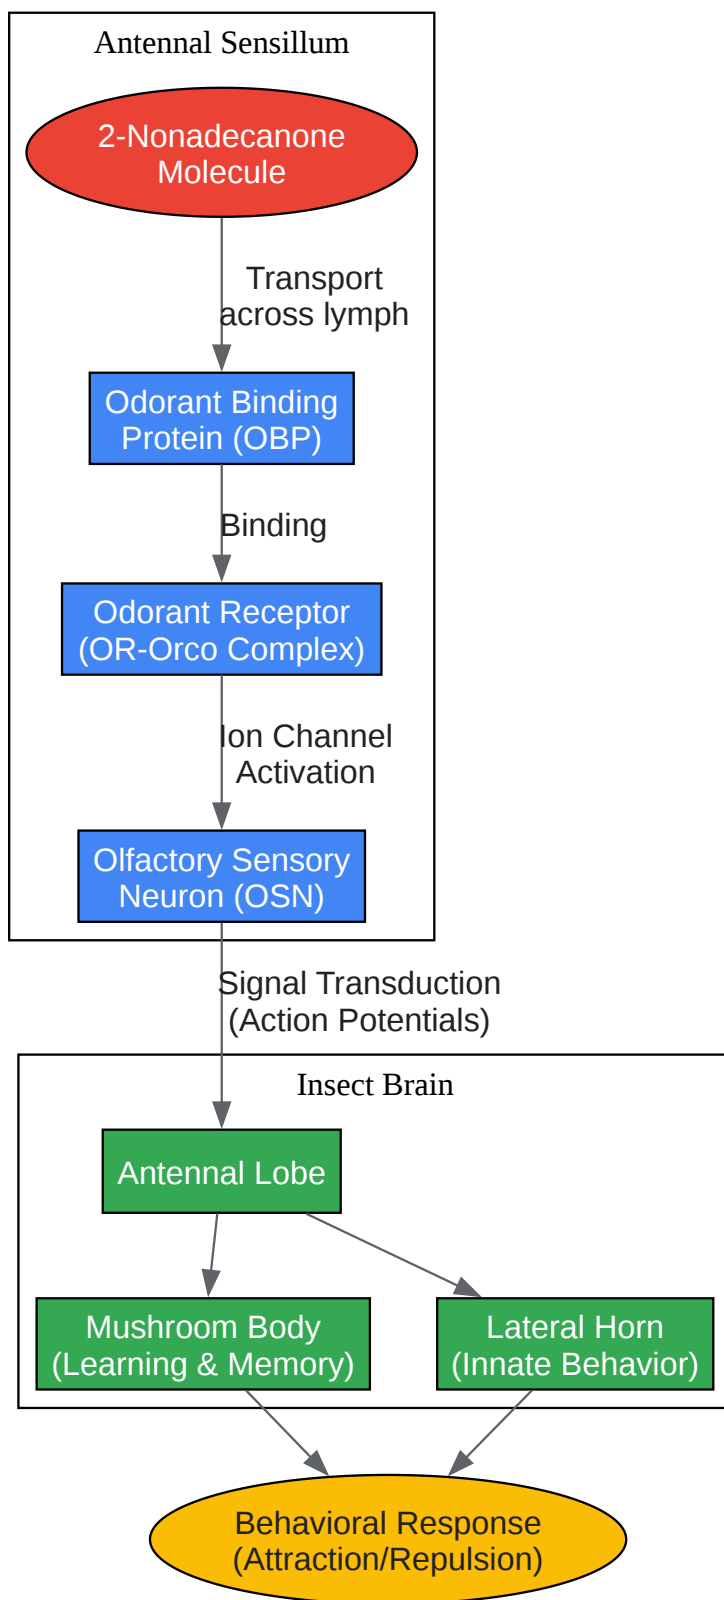 Antennal Sensillum
2-Nonadecanone
Molecule
Transport
across lymph
Odorant Binding
Protein (OBP)
Binding
Odorant Receptor
(OR-Orco Complex)
Ion Channel
Activation
Olfactory Sensory
Neuron (OSN)
Signal Transduction
(Action Potentials)
Insect Brain
Antennal Lobe
Mushroom Body
(Learning & Memory)
Lateral Horn
(Innate Behavior)
Behavioral Response
(Attraction/Repulsion)